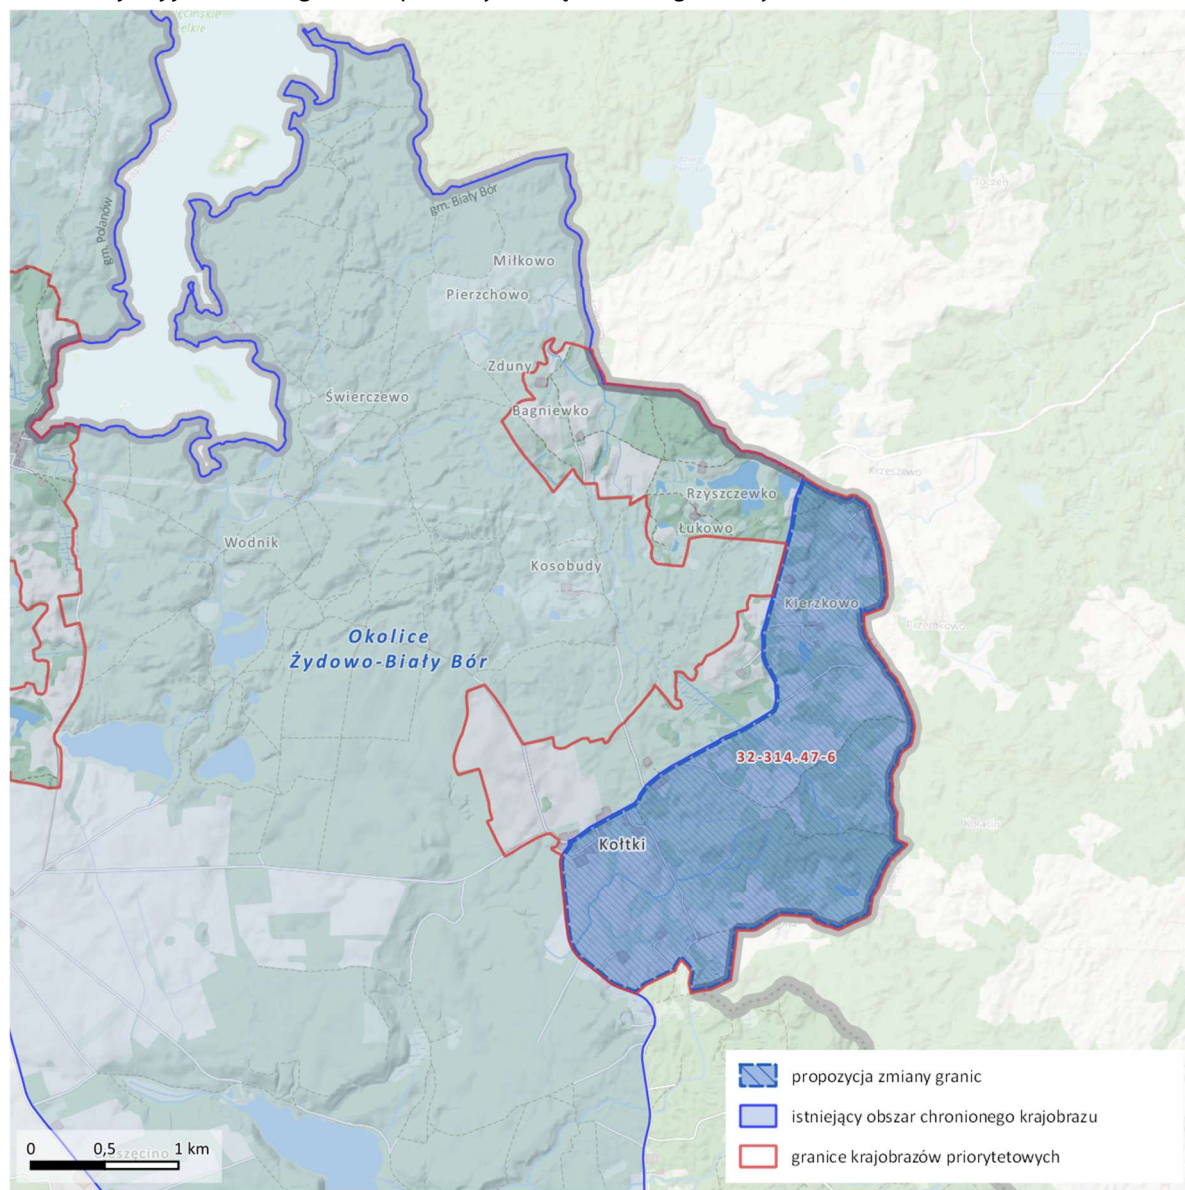 gm. Polanów
gm. Biały Bór
Miłkowo
Pierzchowo
Zduny
Świerczewo
Bagniewko
Rzyszczewko
Łukowo
Wodnik
Kosobudy
Kierzkowo
Okolice
Żydowo-Biały Bór
32-314.47-6
Kołtki
propozycja zmiany granic
istniejący obszar chronionego krajobrazu
granice krajobrazów priorytetowych
0 0,5 1 km